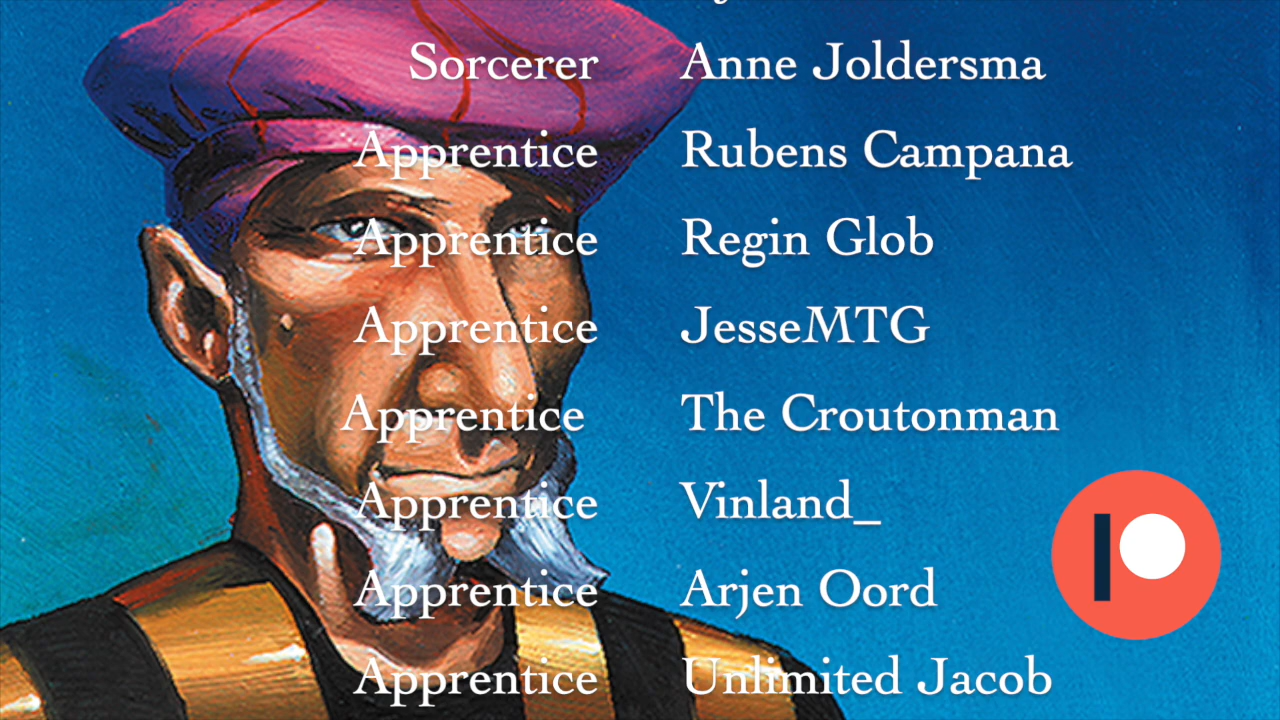 Sorcerer Anne Joldersma
Apprentice Rubens Campana
Apprentice Regin Glob
Apprentice JesseMTG
Apprentice The Croutonman
Apprentice Vinland_
Apprentice Arjen Oord
Apprentice Unlimited Jacob